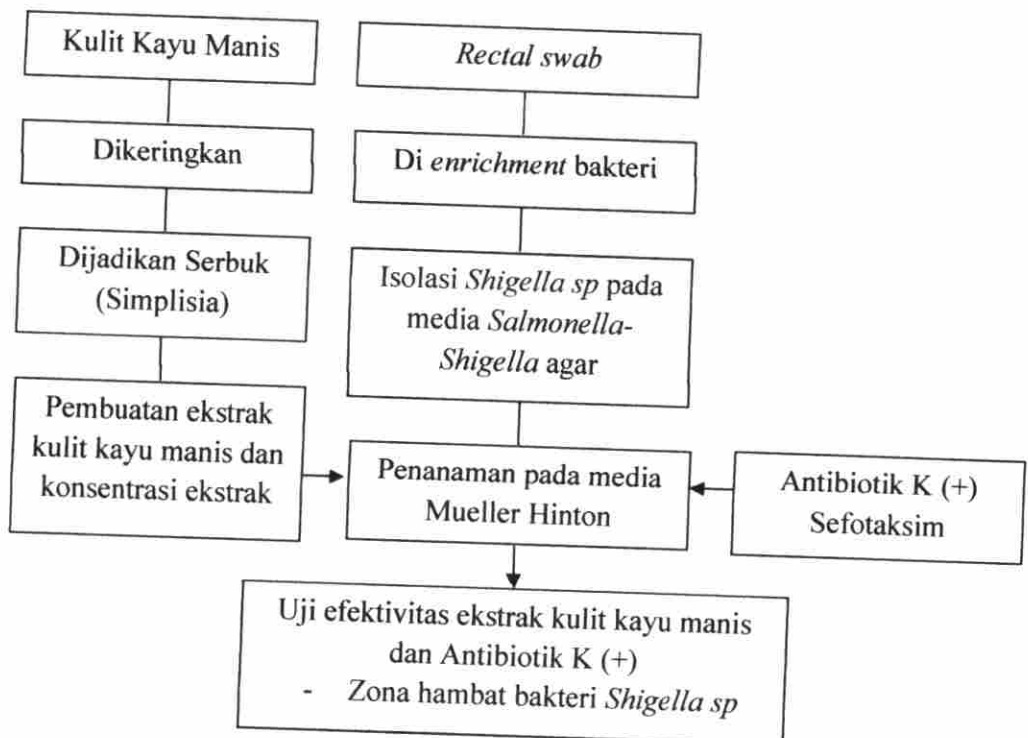 Kulit Kayu Manis
Dikeringkan
Dijadikan Serbuk
(Simplisia)
Pembuatan ekstrak
kulit kayu manis dan
konsentrasi ekstrak
Rectal swab
Di enrichment bakteri
Isolasi Shigella sp pada
media Salmonella-
Shigella agar
Penanaman pada media
Mueller Hinton
Antibiotik K (+)
Sefotaksim
Uji efektivitas ekstrak kulit kayu manis
dan Antibiotik K (+)
- Zona hambat bakteri Shigella sp